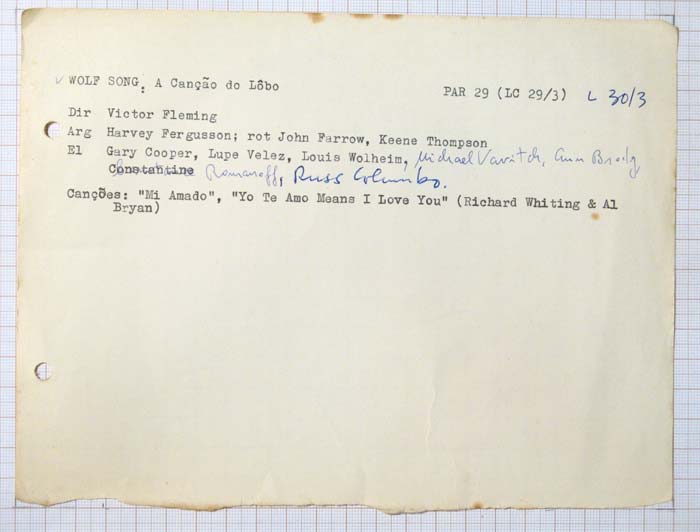 ✓ WOLF SONG: A Canção do Lôbo PAR 29 (LC 29/3) L 30/3
Dir Victor Fleming
Arg Harvey Fergusson; rot John Farrow, Keene Thompson
El Gary Cooper, Lupe Velez, Louis Wolheim, Michael Vavitch, Ann Brody
Constantine Romanoff, Russ Columbo.
Canções: "Mi Amado", "Yo Te Amo Means I Love You" (Richard Whiting & Al
Bryan)